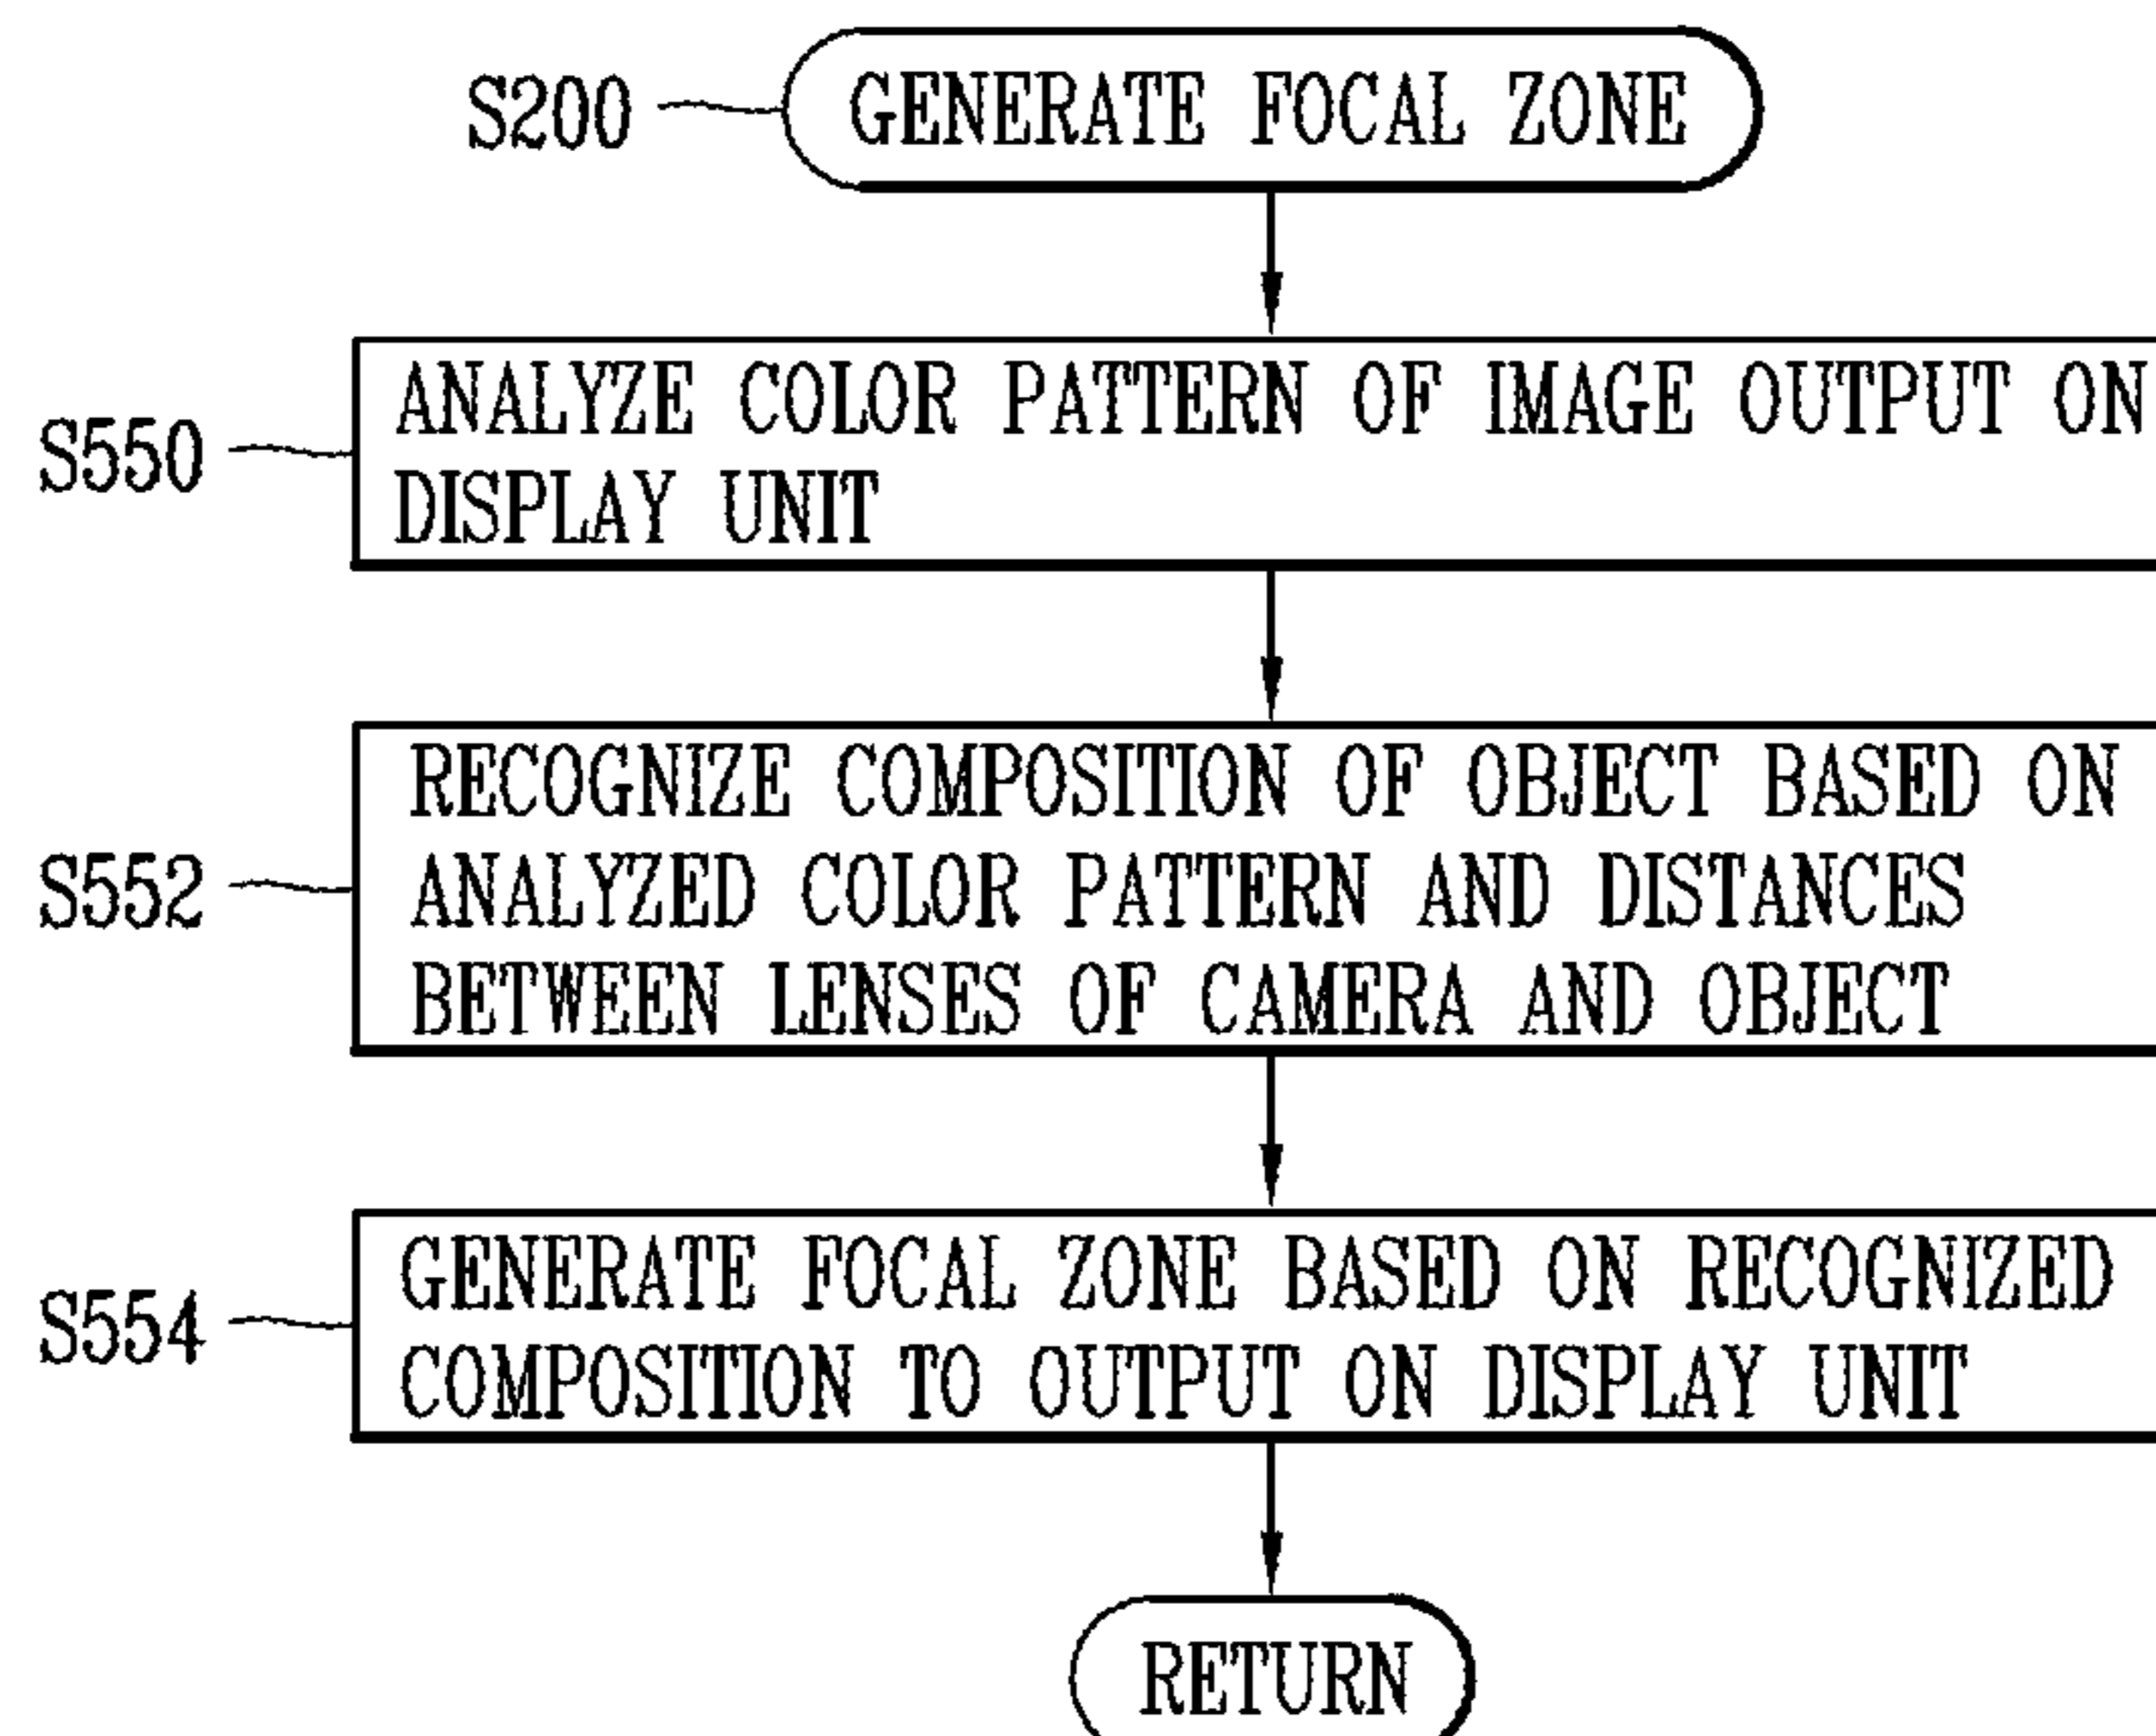 S200
GENERATE FOCAL ZONE
S550
ANALYZE COLOR PATTERN OF IMAGE OUTPUT ON
DISPLAY UNIT
S552
RECOGNIZE COMPOSITION OF OBJECT BASED ON
ANALYZED COLOR PATTERN AND DISTANCES
BETWEEN LENSES OF CAMERA AND OBJECT
S554
GENERATE FOCAL ZONE BASED ON RECOGNIZED
COMPOSITION TO OUTPUT ON DISPLAY UNIT
RETURN